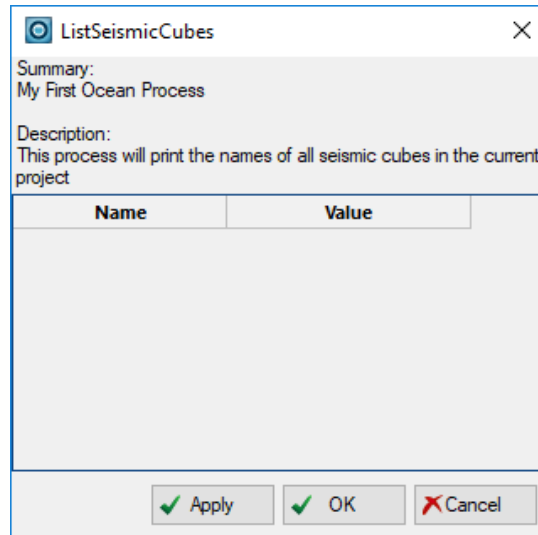 ListSeismicCubes
Summary:
My First Ocean Process
Description:
This process will print the names of all seismic cubes in the current
project
Name Value
Apply OK Cancel